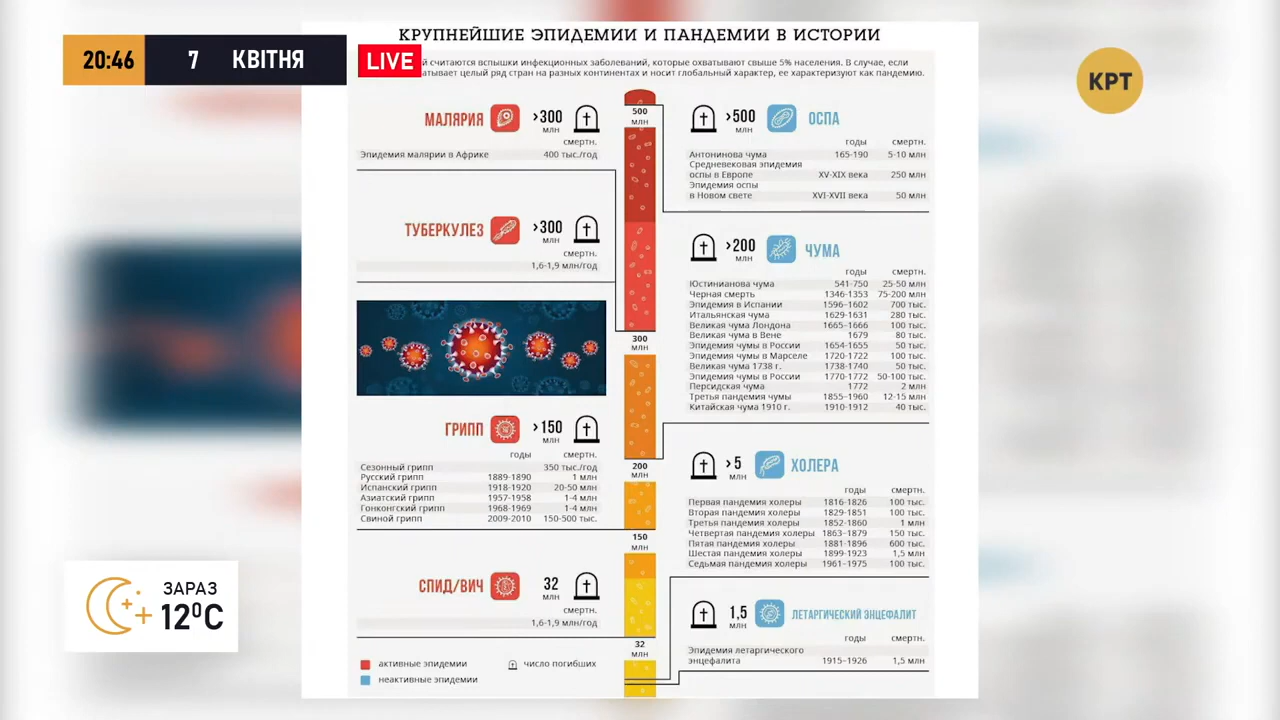 КРУПНЕЙШИЕ ЭПИДЕМИИ И ПАНДЕМИИ В ИСТОРИИ
20:46 7 КВІТНЯ
LIVE
КРТ
считаются вспышки инфекционных заболеваний, которые охватывают свыше 5% населения. В случае, если
целый ряд стран на разных континентах и носит глобальный характер, ее характеризуют как пандемию.
МАЛЯРИЯ >300 млн
смертн.
Эпидемия малярии в Африке 400 тыс./год
ТУБЕРКУЛЕЗ >300 млн
смертн.
1,6-1,9 млн/год
ГРИПП >150 млн
годы смертн.
Сезонный грипп 350 тыс./год
Русский грипп 1889-1890 1 млн
Испанский грипп 1918-1920 20-50 млн
Азиатский грипп 1957-1958 1-4 млн
Гонконгский грипп 1968-1969 1-4 млн
Свиной грипп 2009-2010 150-500 тыс.
СПИД/ВИЧ 32 млн
смертн.
1,6-1,9 млн/год
активные эпидемии число погибших
неактивные эпидемии
500 млн
300 млн
200 млн
150 млн
32 млн
>500 млн ОСПА
годы смертн.
Антонинова чума 165-190 5-10 млн
Средневековая эпидемия
оспы в Европе XV-XIX века 250 млн
Эпидемия оспы
в Новом свете XVI-XVII века 50 млн
>200 млн ЧУМА
годы смертн.
Юстинианова чума 541-750 25-50 млн
Черная смерть 1346-1353 75-200 млн
Эпидемия в Испании 1596-1602 700 тыс.
Итальянская чума 1629-1631 280 тыс.
Великая чума Лондона 1665-1666 100 тыс.
Великая чума в Вене 1679 80 тыс.
Эпидемия чумы в России 1654-1655 50 тыс.
Эпидемия чумы в Марселе 1720-1722 100 тыс.
Великая чума 1738 г. 1738-1740 50 тыс.
Эпидемия чумы в России 1770-1772 50-100 тыс.
Персидская чума 1772 2 млн
Третья пандемия чумы 1855-1960 12-15 млн
Китайская чума 1910 г. 1910-1912 40 тыс.
>5 млн ХОЛЕРА
годы смертн.
Первая пандемия холеры 1816-1826 100 тыс.
Вторая пандемия холеры 1829-1851 100 тыс.
Третья пандемия холеры 1852-1860 1 млн
Четвертая пандемия холеры 1863-1879 150 тыс.
Пятая пандемия холеры 1881-1896 600 тыс.
Шестая пандемия холеры 1899-1923 1,5 млн
Седьмая пандемия холеры 1961-1975 100 тыс.
1,5 млн ЛЕТАРГИЧЕСКИЙ ЭНЦЕФАЛИТ
годы смертн.
Эпидемия летаргического
энцефалита 1915-1926 1,5 млн
ЗАРАЗ
12°C